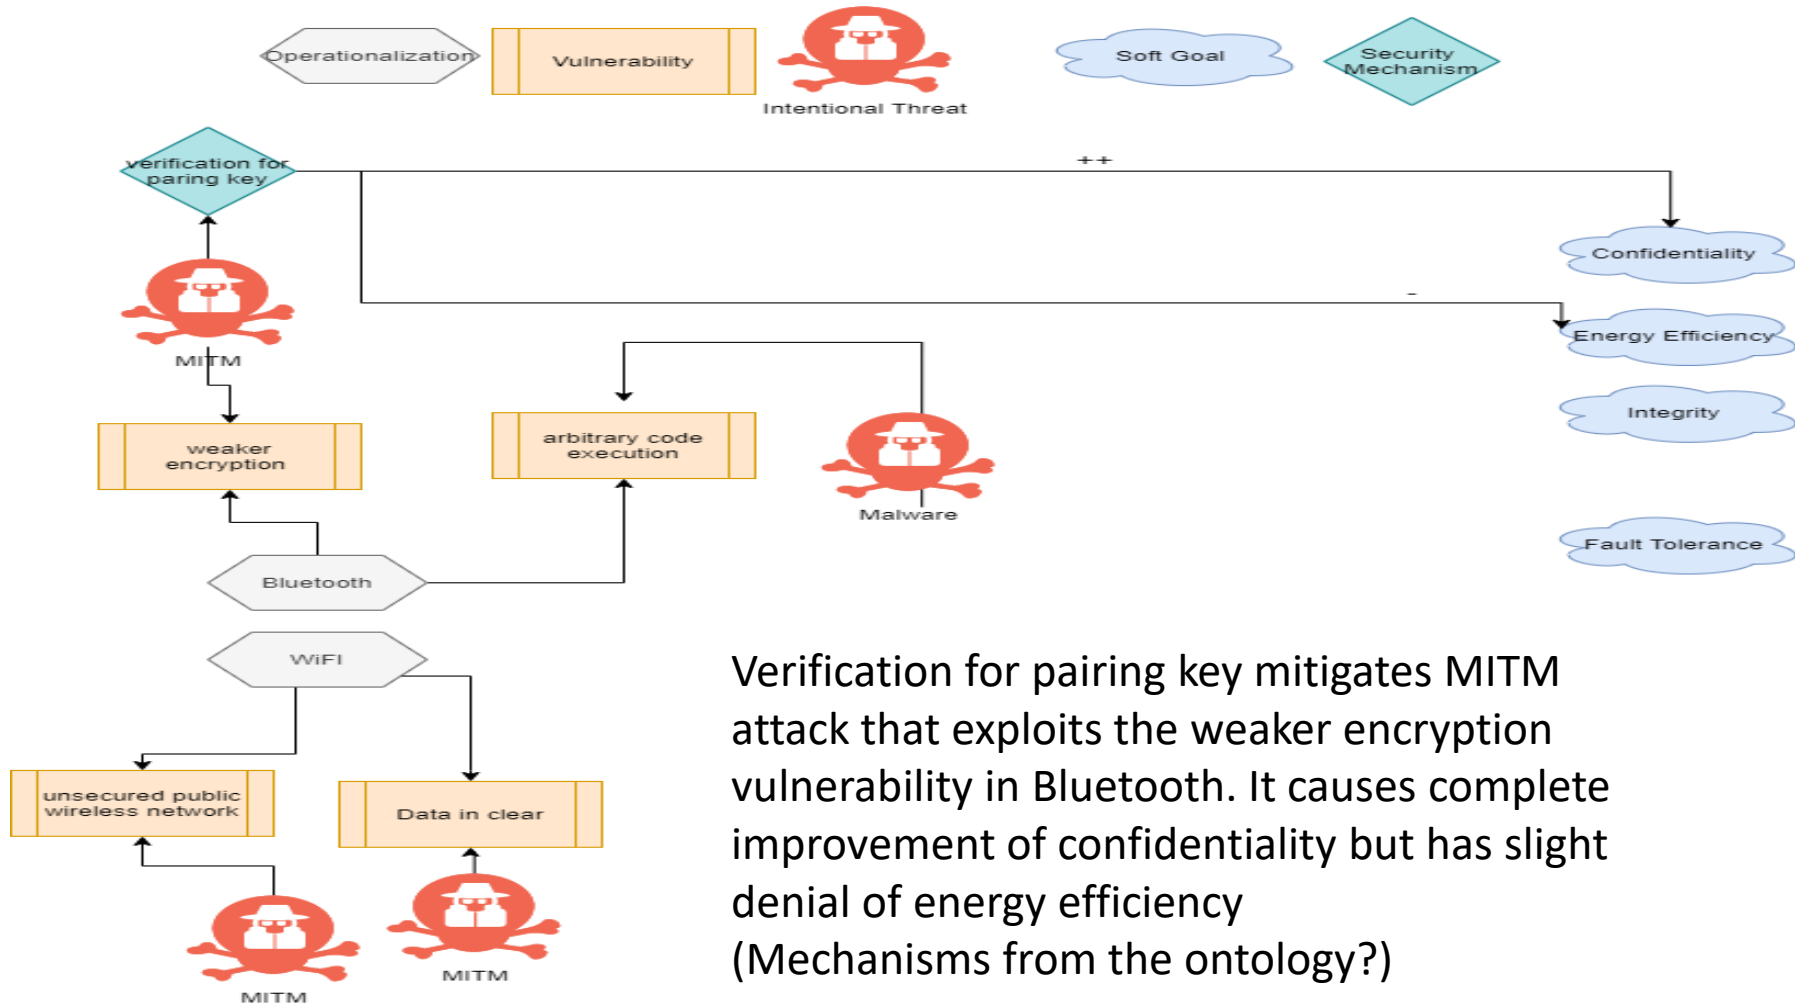 Operationalization
Vulnerability
Intentional Threat
Soft Goal
Security
Mechanism
verification for
paring key
++
Confidentiality
-
Energy Efficiency
MITM
Integrity
weaker
encryption
arbitrary code
execution
Malware
Fault Tolerance
Bluetooth
WiFI
unsecured public
wireless network
Data in clear
MITM
MITM
Verification for pairing key mitigates MITM
attack that exploits the weaker encryption
vulnerability in Bluetooth. It causes complete
improvement of confidentiality but has slight
denial of energy efficiency
(Mechanisms from the ontology?)